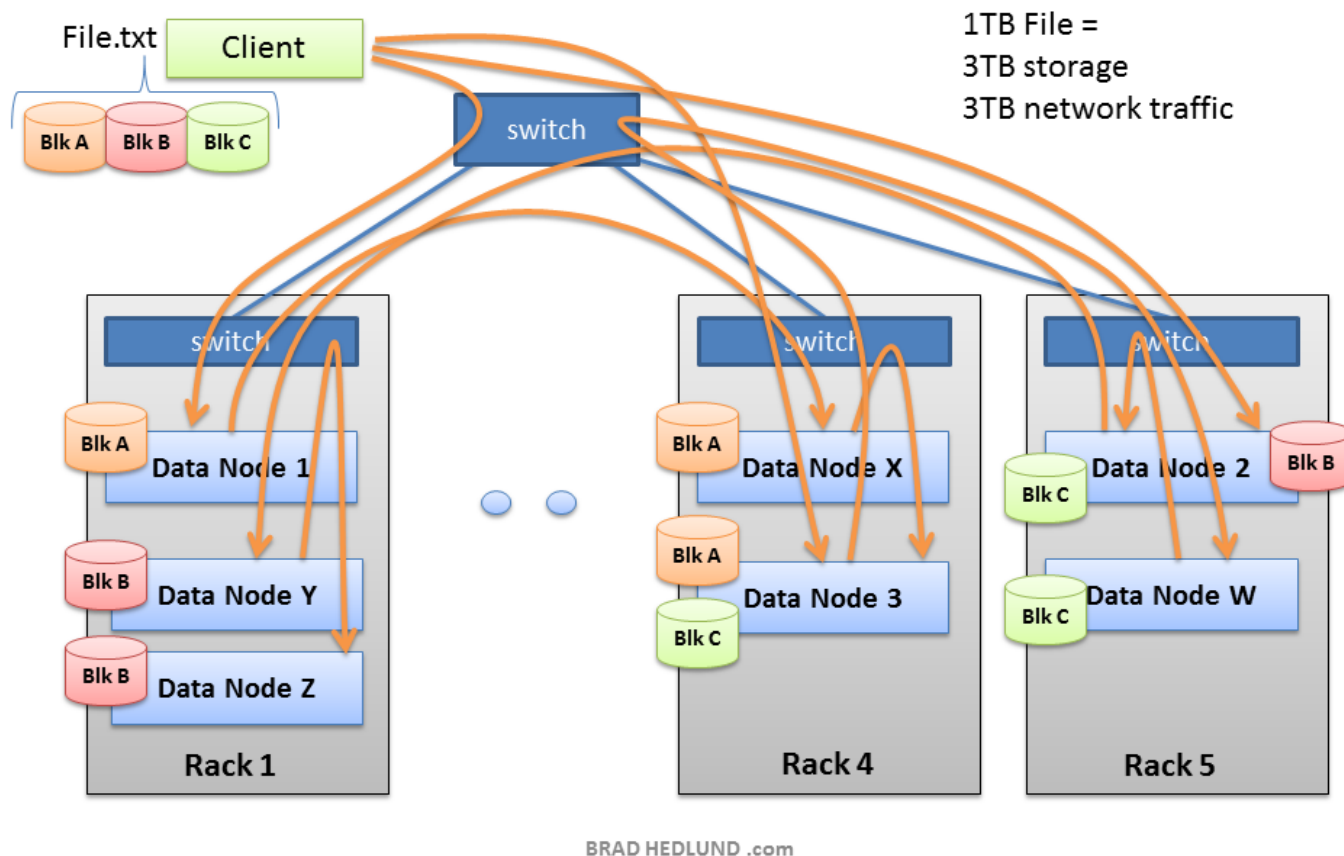 File.txt
Client
1TB File =
3TB storage
3TB network traffic
Blk A
Blk B
Blk C
switch
switch
switch
switch
Blk A
Data Node 1
Blk A
Data Node X
Data Node 2
Blk B
Blk C
Blk B
Data Node Y
Blk A
Data Node 3
Blk C
Data Node W
Blk C
Blk B
Data Node Z
Rack 1
Rack 4
Rack 5
BRAD HEDLUND .com